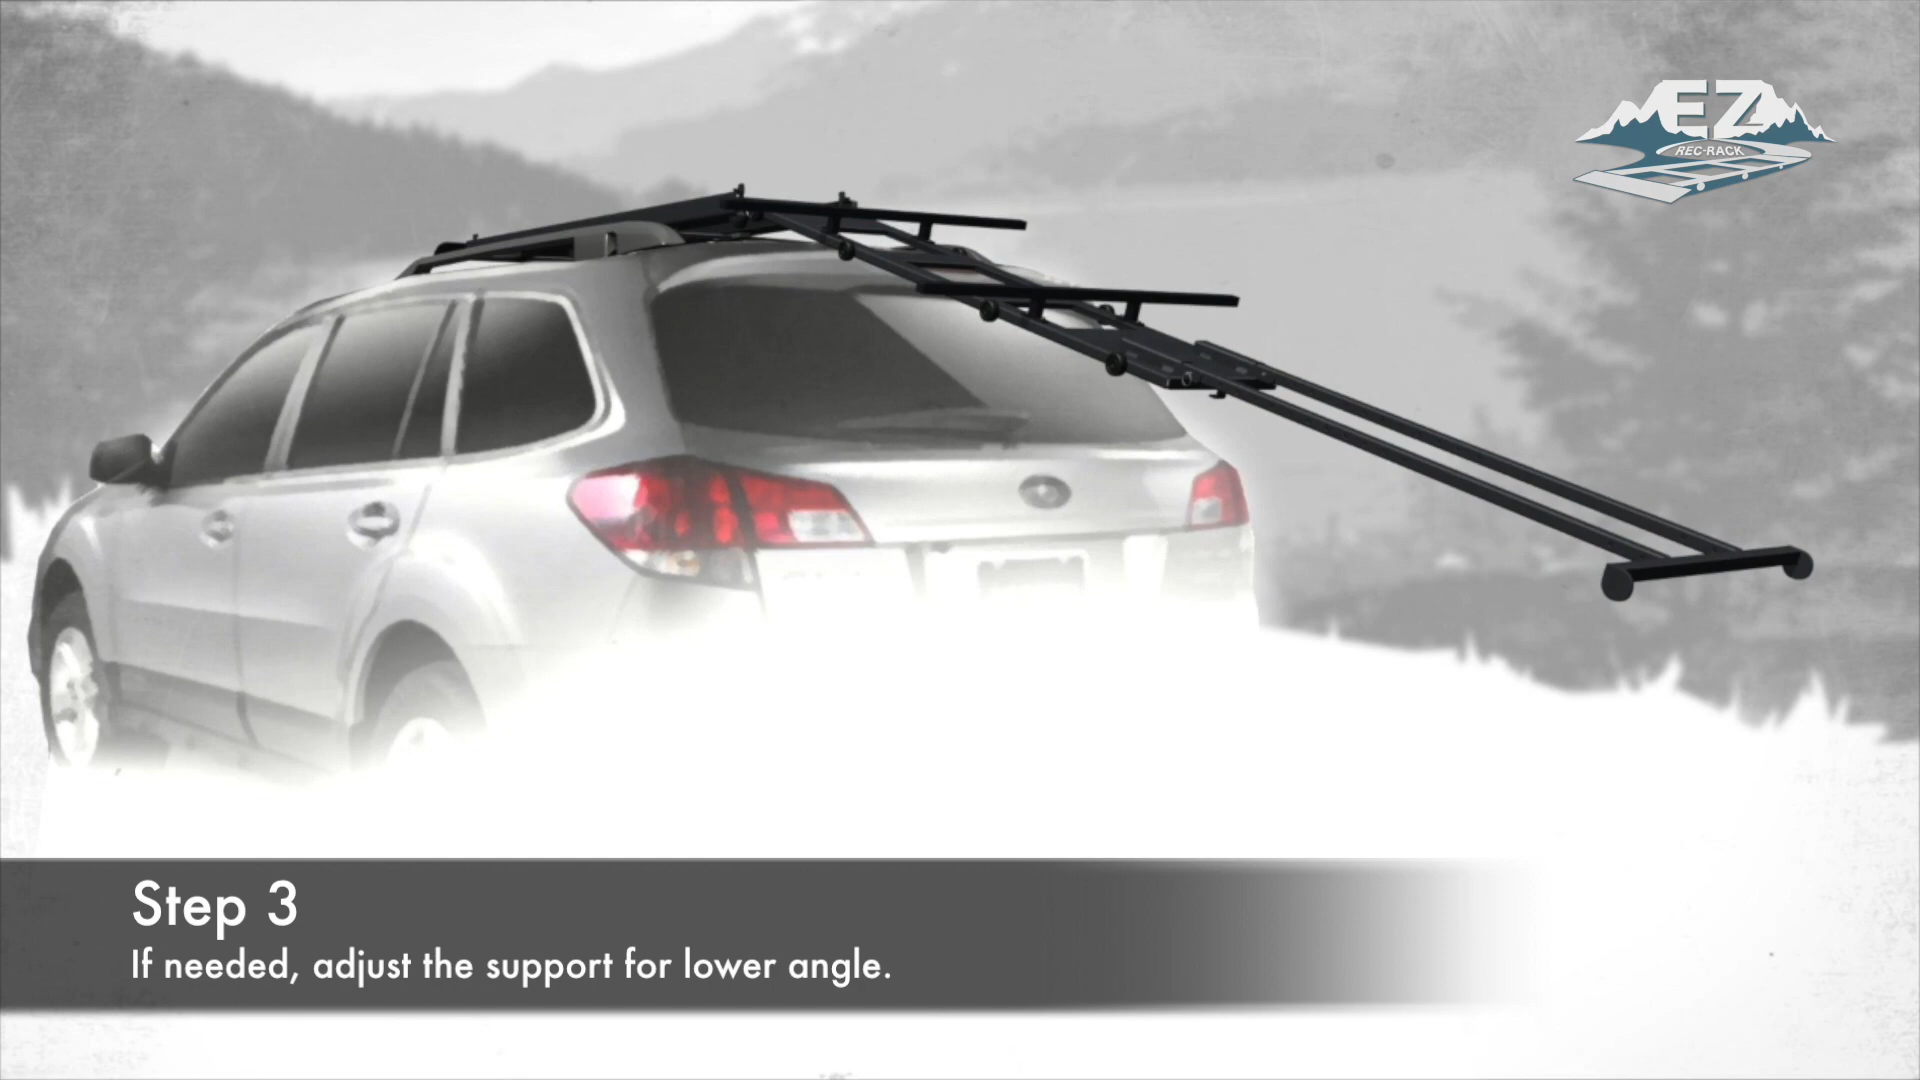 EZ
REC-RACK
Step 3
If needed, adjust the support for lower angle.